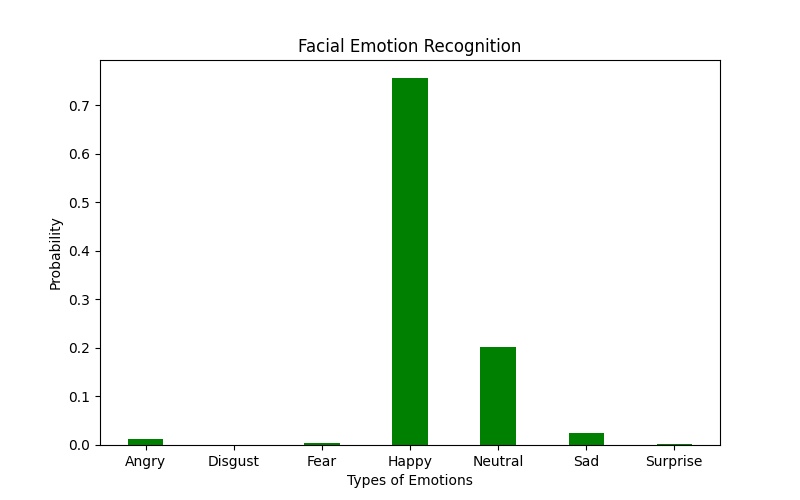 Facial Emotion Recognition
0.7
0.6
0.5
0.4
0.3
0.2
0.1
0.0
Probability
Angry Disgust Fear Happy Neutral Sad Surprise
Types of Emotions